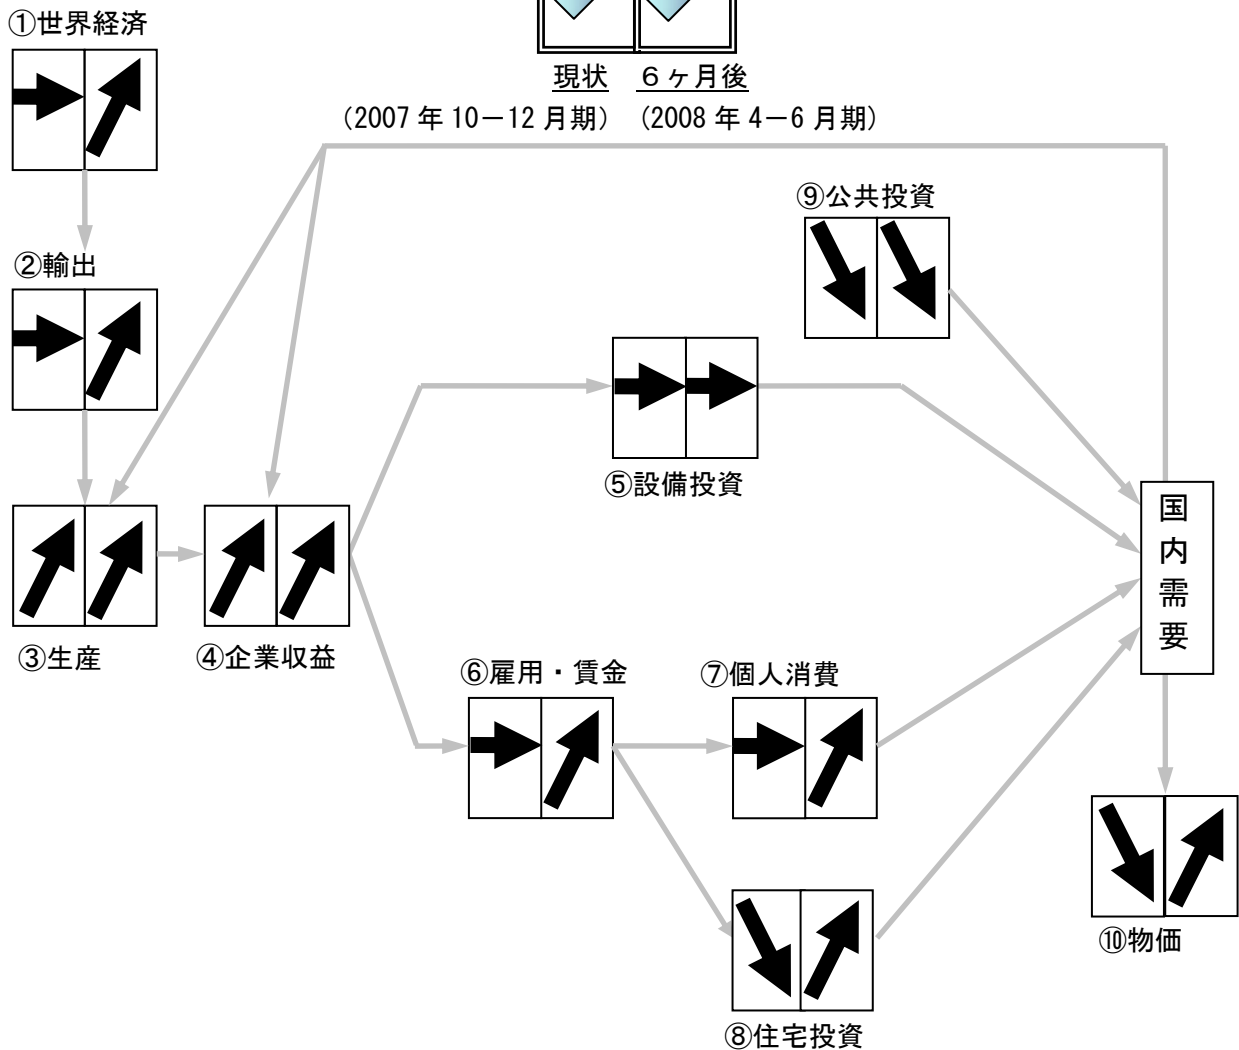 ①世界経済
現状 6ヶ月後
(2007年10－12月期) (2008年4－6月期)
⑨公共投資
②輸出
⑤設備投資
国内需要
③生産
④企業収益
⑥雇用・賃金
⑦個人消費
⑩物価
⑧住宅投資